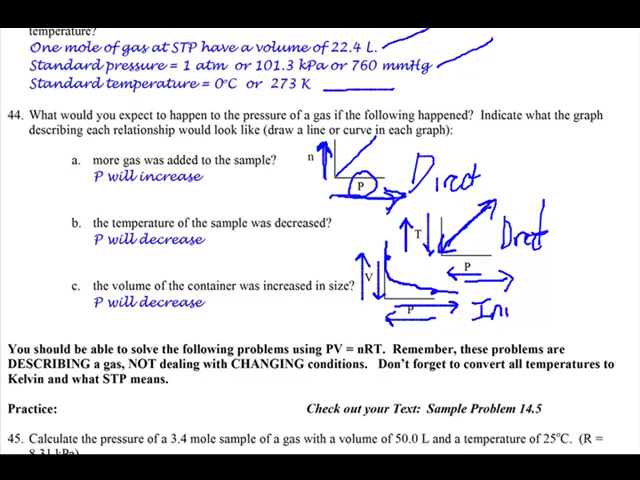 temperature?
One mole of gas at STP have a volume of 22.4 L.
Standard pressure = 1 atm or 101.3 kPa or 760 mmHg
Standard temperature = 0°C or 273 K
44. What would you expect to happen to the pressure of a gas if the following happened? Indicate what the graph
describing each relationship would look like (draw a line or curve in each graph):
a. more gas was added to the sample?
P will increase
n
P
Direct
b. the temperature of the sample was decreased?
P will decrease
T
P
Direct
c. the volume of the container was increased in size?
P will decrease
V
P
Inv
You should be able to solve the following problems using PV = nRT. Remember, these problems are
DESCRIBING a gas, NOT dealing with CHANGING conditions. Don't forget to convert all temperatures to
Kelvin and what STP means.
Practice: Check out your Text: Sample Problem 14.5
45. Calculate the pressure of a 3.4 mole sample of a gas with a volume of 50.0 L and a temperature of 25°C. (R =
8.31 kPa)